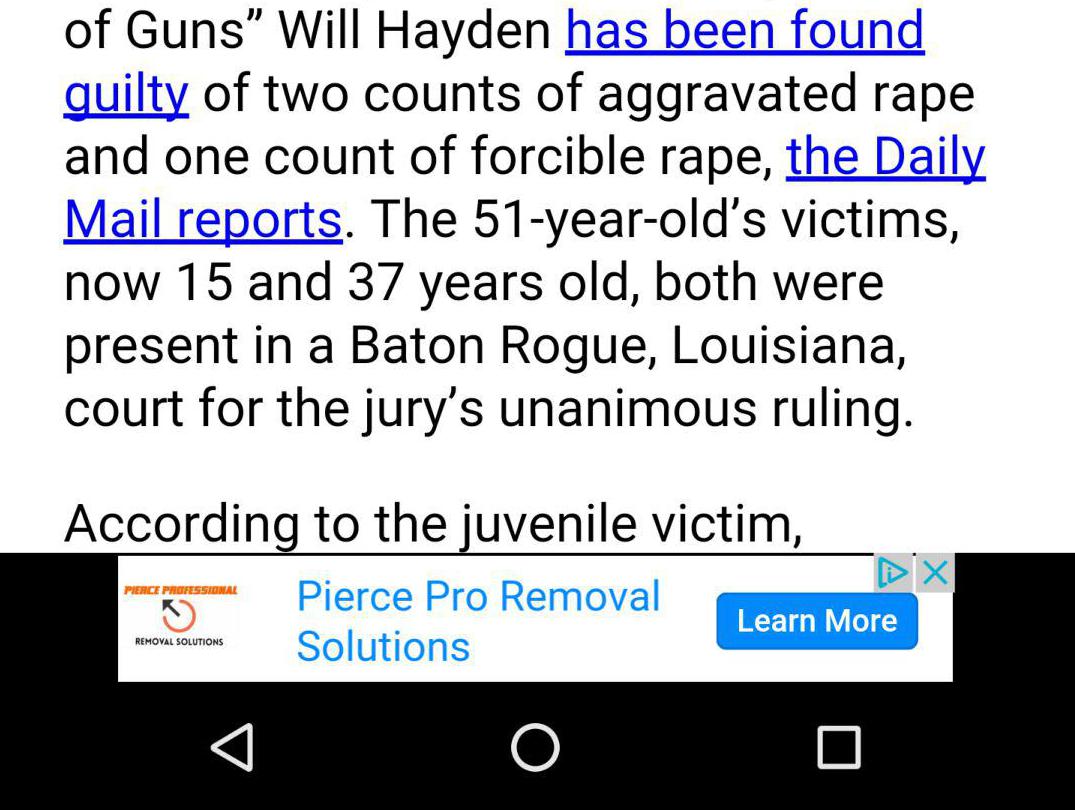 of Guns” Will Hayden has been found
guilty of two counts of aggravated rape
and one count of forcible rape, the Daily
Mail reports. The 51-year-old’s victims,
now 15 and 37 years old, both were
present in a Baton Rogue, Louisiana,
court for the jury’s unanimous ruling.
According to the juvenile victim,
PIERCE PROFESSIONAL
REMOVAL SOLUTIONS
Pierce Pro Removal
Solutions
Learn More